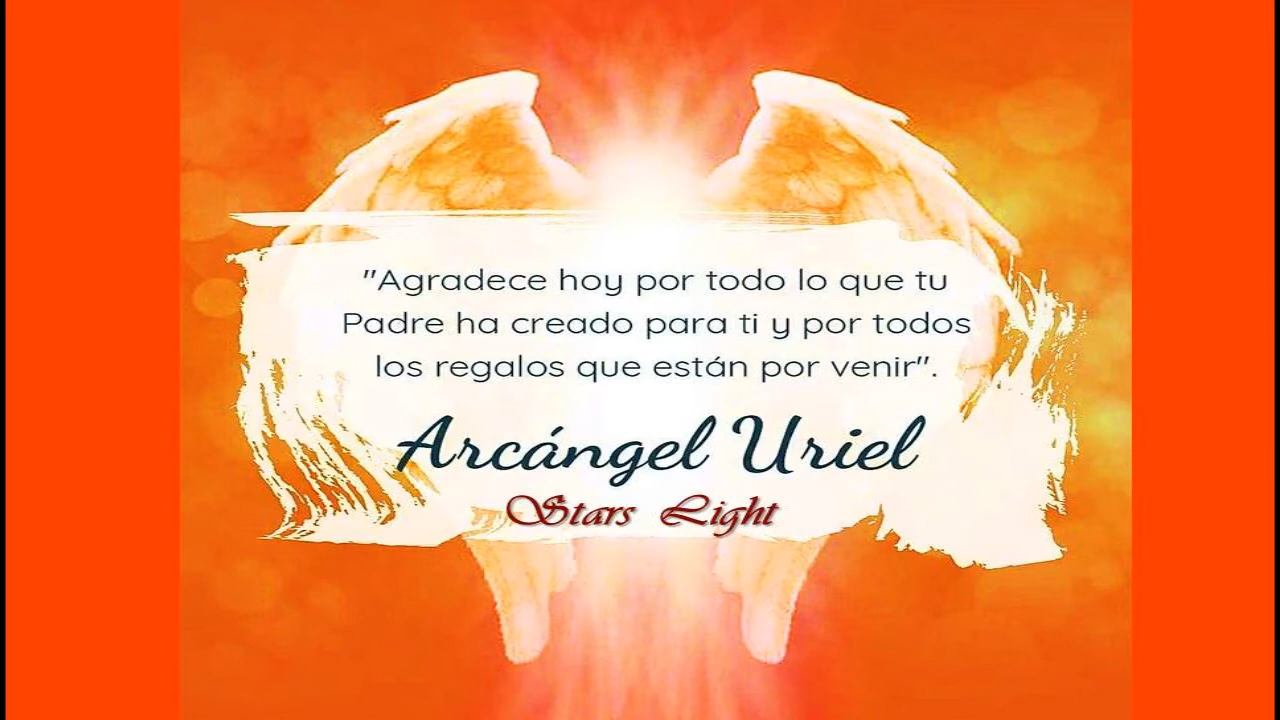 "Agradece hoy por todo lo que tu
Padre ha creado para ti y por todos
los regalos que están por venir".
Arcángel Uriel
Stars Light